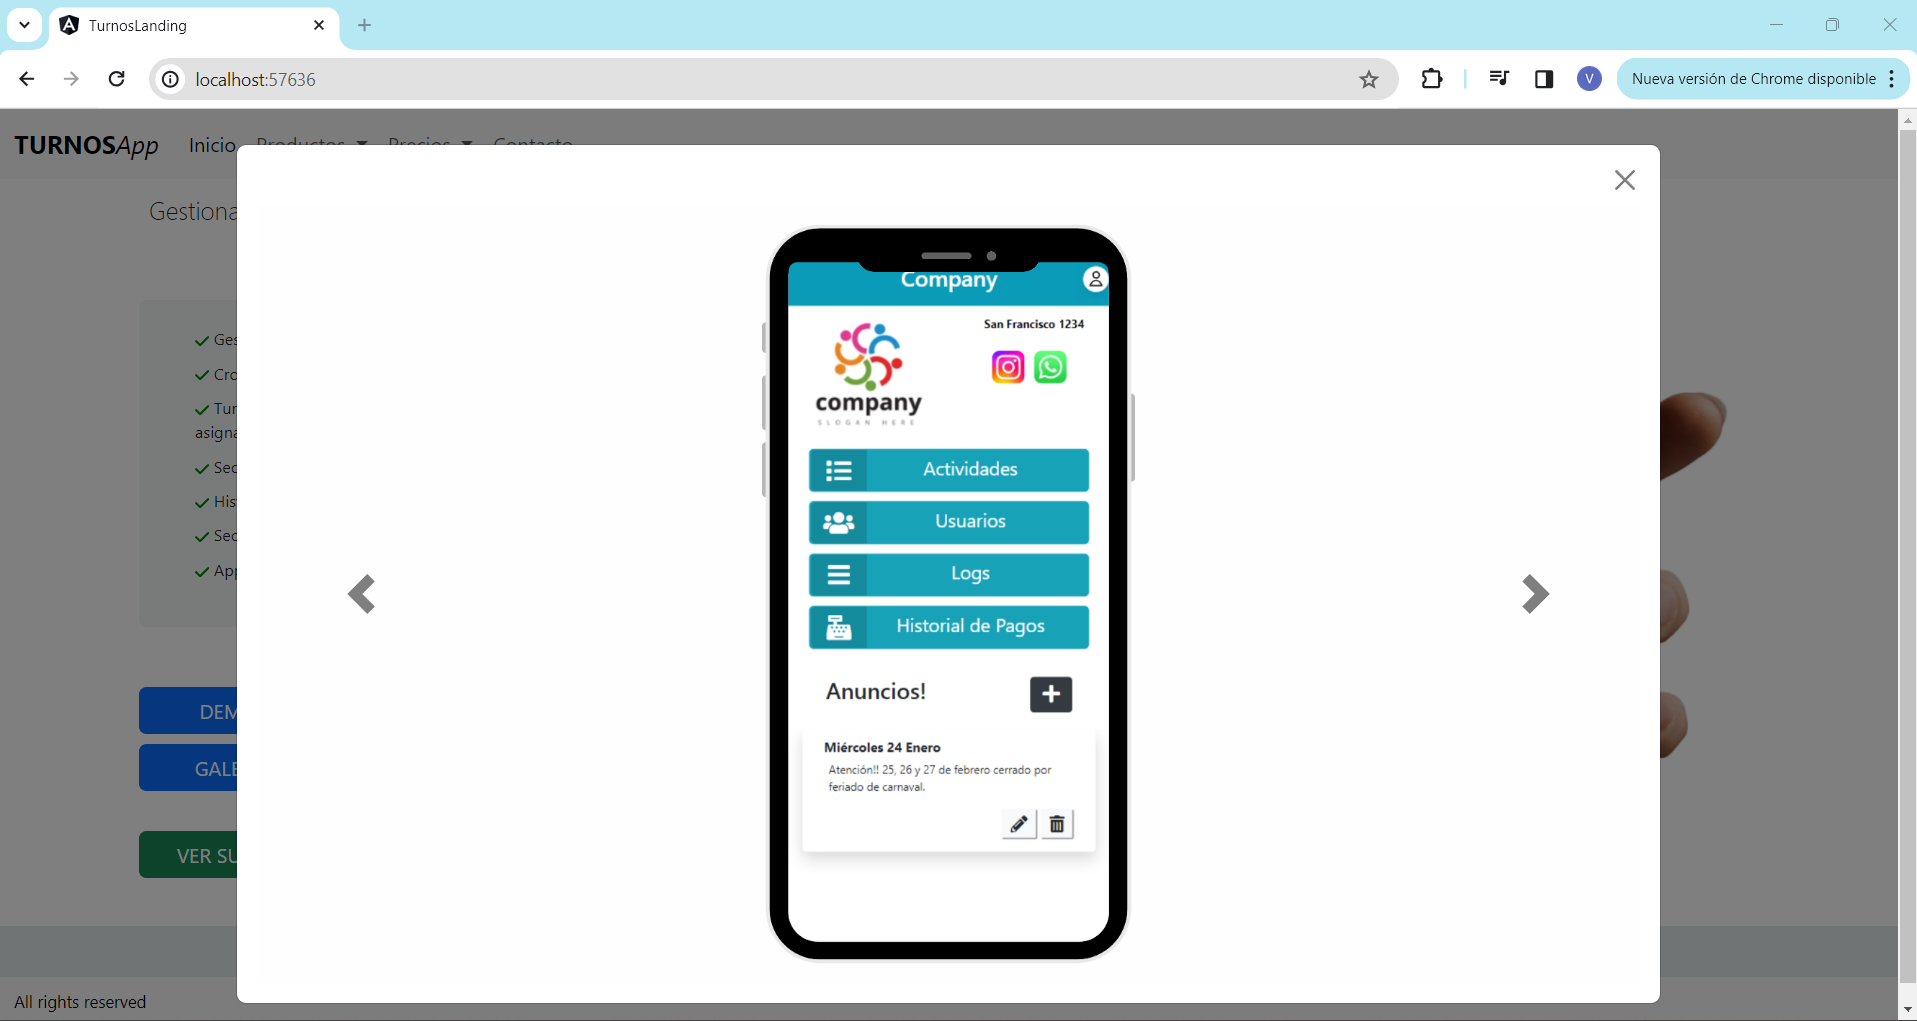 TurnosLanding
localhost:57636
V
Nueva versión de Chrome disponible
TURNOSApp Inicio Productos Precios Contacto
Gestiona
Company
San Francisco 1234
company
SLOGAN HERE
Actividades
Usuarios
Logs
Historial de Pagos
Anuncios!
Miércoles 24 Enero
Atención!! 25, 26 y 27 de febrero cerrado por
feriado de carnaval.
Ges
Cro
Tur
asigna
Sec
His
Sec
App
DEM
GALE
VER SU
All rights reserved